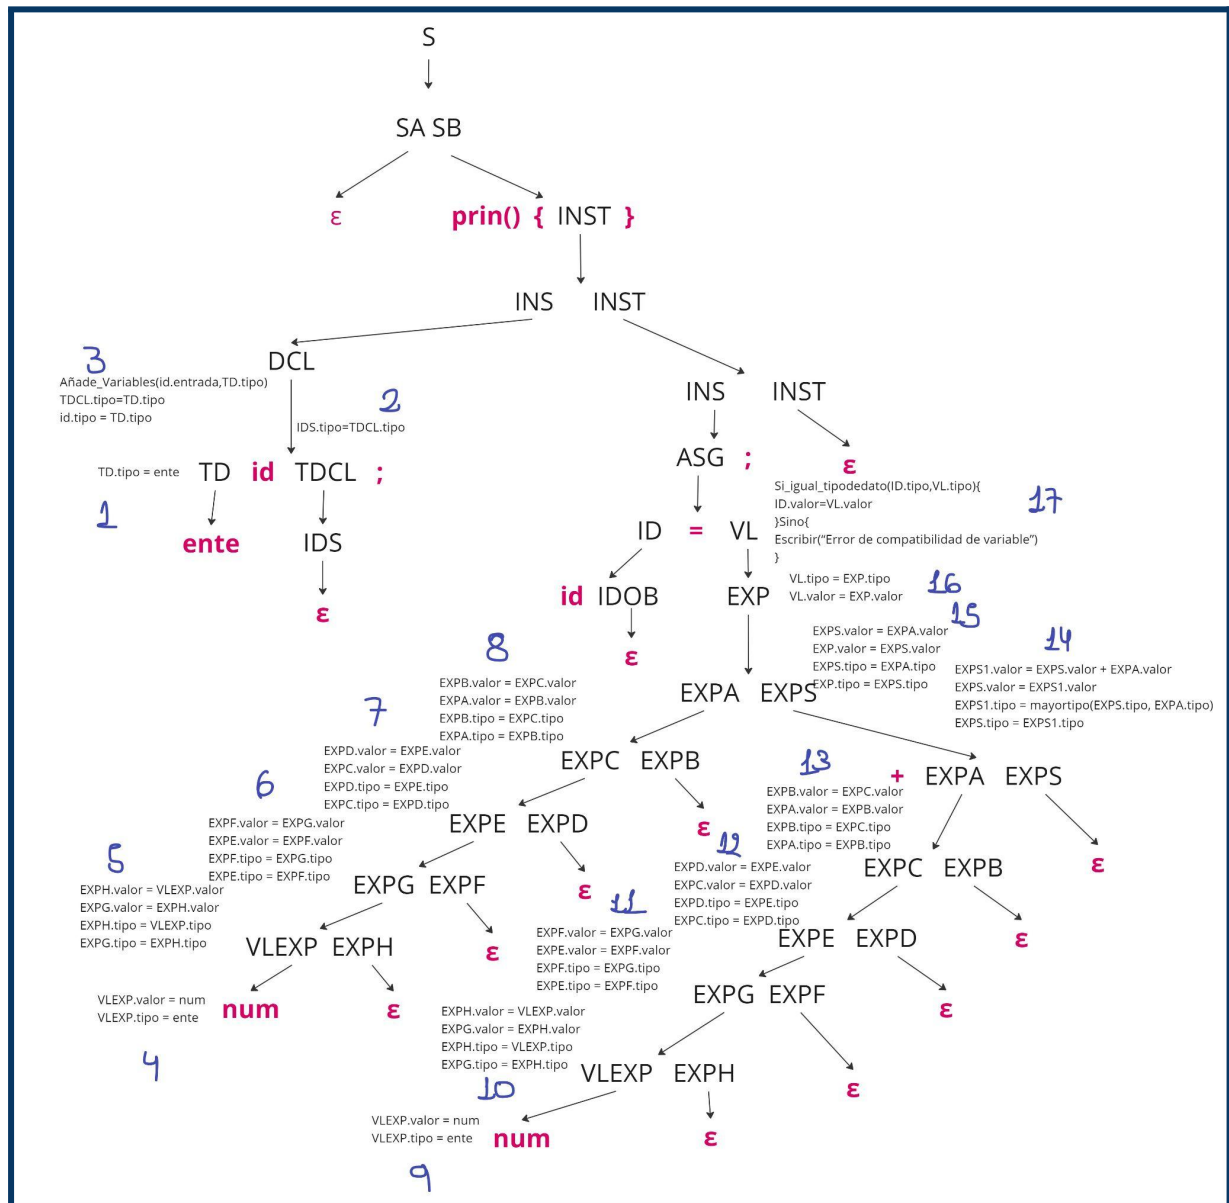 S
SA SB
ε
prin() { INST }
INS INST
3
DCL
Añade_Variables(id.entrada,TD.tipo)
TDCL.tipo=TD.tipo
id.tipo = TD.tipo
2
IDS.tipo=TDCL.tipo
INS INST
TD.tipo = ente
TD id TDCL ;
1
ente
IDS
ε
ASG ;
ε
Si_igual_tipodedato(ID.tipo,VL.tipo){
ID.valor=VL.valor
}Sino{
Escribir("Error de compatibilidad de variable")
}
17
ID = VL
id IDOB
ε
EXP
VL.tipo = EXP.tipo
VL.valor = EXP.valor
16
15
EXPS.valor = EXPA.valor
EXP.valor = EXPS.valor
EXPS.tipo = EXPA.tipo
EXP.tipo = EXPS.tipo
14
EXPS1.valor = EXPS.valor + EXPA.valor
EXPS.valor = EXPS1.valor
EXPS1.tipo = mayortipo(EXPS.tipo, EXPA.tipo)
EXPS.tipo = EXPS1.tipo
8
EXPB.valor = EXPC.valor
EXPA.valor = EXPB.valor
EXPB.tipo = EXPC.tipo
EXPA.tipo = EXPB.tipo
EXPA EXPS
7
EXPD.valor = EXPE.valor
EXPC.valor = EXPD.valor
EXPD.tipo = EXPE.tipo
EXPC.tipo = EXPD.tipo
EXPC EXPB
ε
13
+ EXPA EXPS
EXPB.valor = EXPC.valor
EXPA.valor = EXPB.valor
EXPB.tipo = EXPC.tipo
EXPA.tipo = EXPB.tipo
ε
6
EXPF.valor = EXPG.valor
EXPE.valor = EXPF.valor
EXPF.tipo = EXPG.tipo
EXPE.tipo = EXPF.tipo
EXPE EXPD
ε
12
EXPD.valor = EXPE.valor
EXPC.valor = EXPD.valor
EXPD.tipo = EXPE.tipo
EXPC.tipo = EXPD.tipo
EXPC EXPB
ε
5
EXPH.valor = VLEXP.valor
EXPG.valor = EXPH.valor
EXPH.tipo = VLEXP.tipo
EXPG.tipo = EXPH.tipo
EXPG EXPF
ε
11
EXPF.valor = EXPG.valor
EXPE.valor = EXPF.valor
EXPF.tipo = EXPG.tipo
EXPE.tipo = EXPF.tipo
EXPE EXPD
ε
VLEXP EXPH
VLEXP.valor = num
VLEXP.tipo = ente
num
ε
4
EXPH.valor = VLEXP.valor
EXPG.valor = EXPH.valor
EXPH.tipo = VLEXP.tipo
EXPG.tipo = EXPH.tipo
10
EXPG EXPF
ε
VLEXP EXPH
VLEXP.valor = num
VLEXP.tipo = ente
num
ε
9